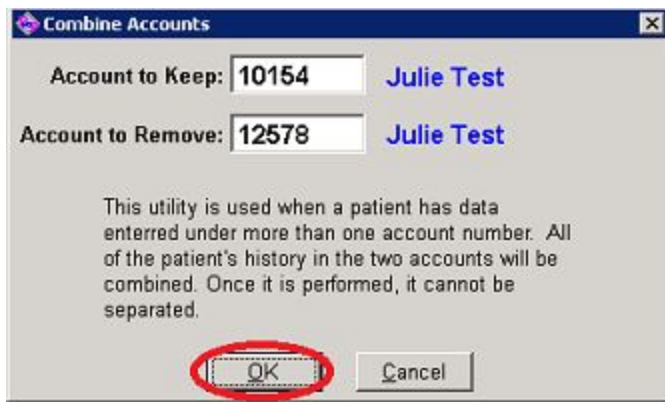 Combine Accounts
Account to Keep: 10154 Julie Test
Account to Remove: 12578 Julie Test
This utility is used when a patient has data
enterred under more than one account number. All
of the patient's history in the two accounts will be
combined. Once it is performed, it cannot be
separated.
OK Cancel